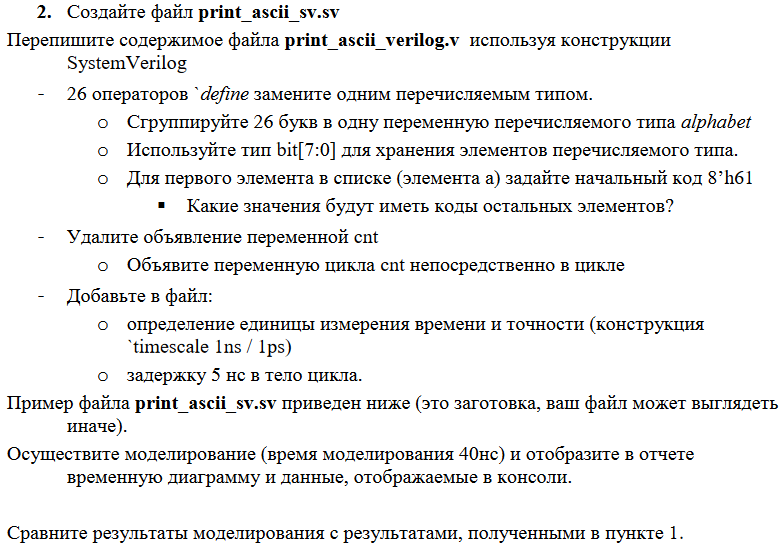 2. Создайте файл print_ascii_sv.sv
Перепишите содержимое файла print_ascii_verilog.v используя конструкции
SystemVerilog
- 26 операторов `define замените одним перечисляемым типом.
o Сгруппируйте 26 букв в одну переменную перечисляемого типа alphabet
o Используйте тип bit[7:0] для хранения элементов перечисляемого типа.
o Для первого элемента в списке (элемента a) задайте начальный код 8’h61
▪ Какие значения будут иметь коды остальных элементов?
- Удалите объявление переменной cnt
o Объявите переменную цикла cnt непосредственно в цикле
- Добавьте в файл:
o определение единицы измерения времени и точности (конструкция
`timescale 1ns / 1ps)
o задержку 5 нс в тело цикла.
Пример файла print_ascii_sv.sv приведен ниже (это заготовка, ваш файл может выглядеть
иначе).
Осуществите моделирование (время моделирования 40нс) и отобразите в отчете
временную диаграмму и данные, отображаемые в консоли.
Сравните результаты моделирования с результатами, полученными в пункте 1.